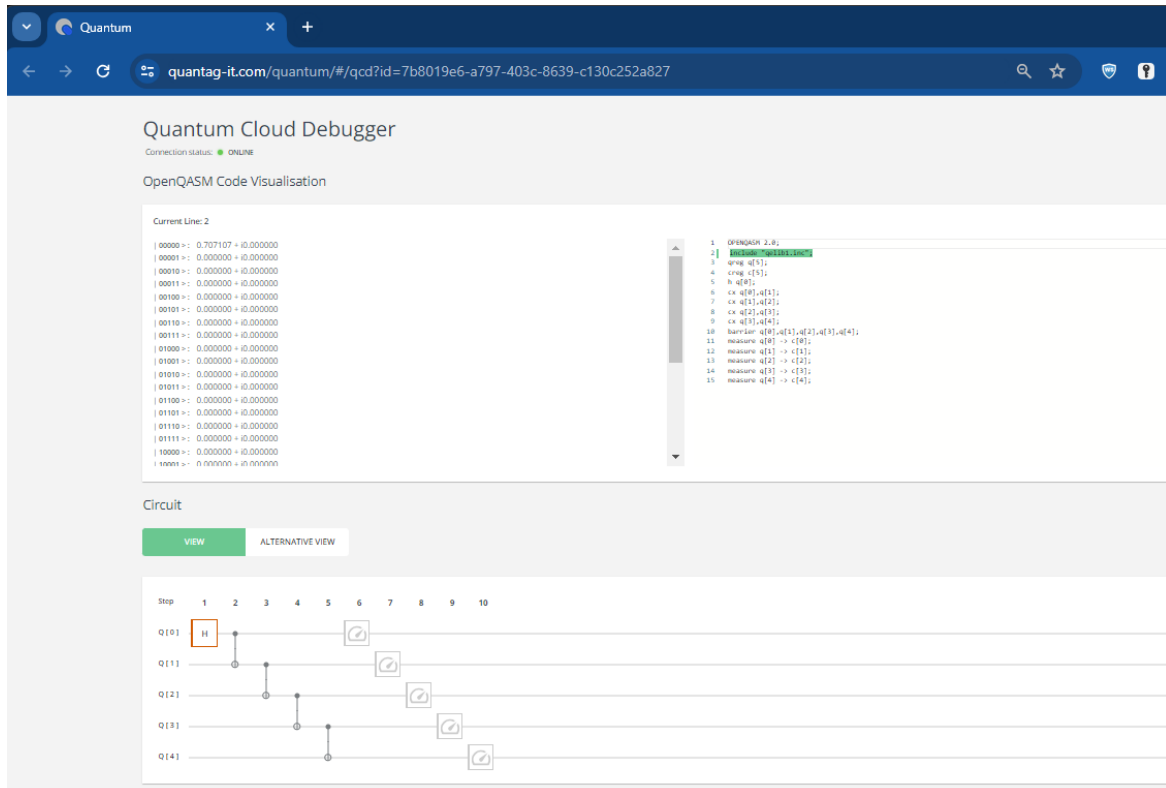 Quantum
quantag-it.com/quantum/#/qcd?id=7b8019e6-a797-403c-8639-c130c252a827
Quantum Cloud Debugger
Connection status: ONLINE
OpenQASM Code Visualisation
Current Line: 2
| 00000 > : 0.707107 + i0.000000
| 00001 > : 0.000000 + i0.000000
| 00010 > : 0.000000 + i0.000000
| 00011 > : 0.000000 + i0.000000
| 00100 > : 0.000000 + i0.000000
| 00101 > : 0.000000 + i0.000000
| 00110 > : 0.000000 + i0.000000
| 00111 > : 0.000000 + i0.000000
| 01000 > : 0.000000 + i0.000000
| 01001 > : 0.000000 + i0.000000
| 01010 > : 0.000000 + i0.000000
| 01011 > : 0.000000 + i0.000000
| 01100 > : 0.000000 + i0.000000
| 01101 > : 0.000000 + i0.000000
| 01110 > : 0.000000 + i0.000000
| 01111 > : 0.000000 + i0.000000
| 10000 > : 0.000000 + i0.000000
| 10001 > : 0.000000 + i0.000000
1 OPENQASM 2.0;
2 include "qelib1.inc";
3 qreg q[5];
4 creg c[5];
5 h q[0];
6 cx q[0],q[1];
7 cx q[1],q[2];
8 cx q[2],q[3];
9 cx q[3],q[4];
10 barrier q[0],q[1],q[2],q[3],q[4];
11 measure q[0] -> c[0];
12 measure q[1] -> c[1];
13 measure q[2] -> c[2];
14 measure q[3] -> c[3];
15 measure q[4] -> c[4];
Circuit
VIEW ALTERNATIVE VIEW
Step 1 2 3 4 5 6 7 8 9 10
Q[0] H
Q[1]
Q[2]
Q[3]
Q[4]